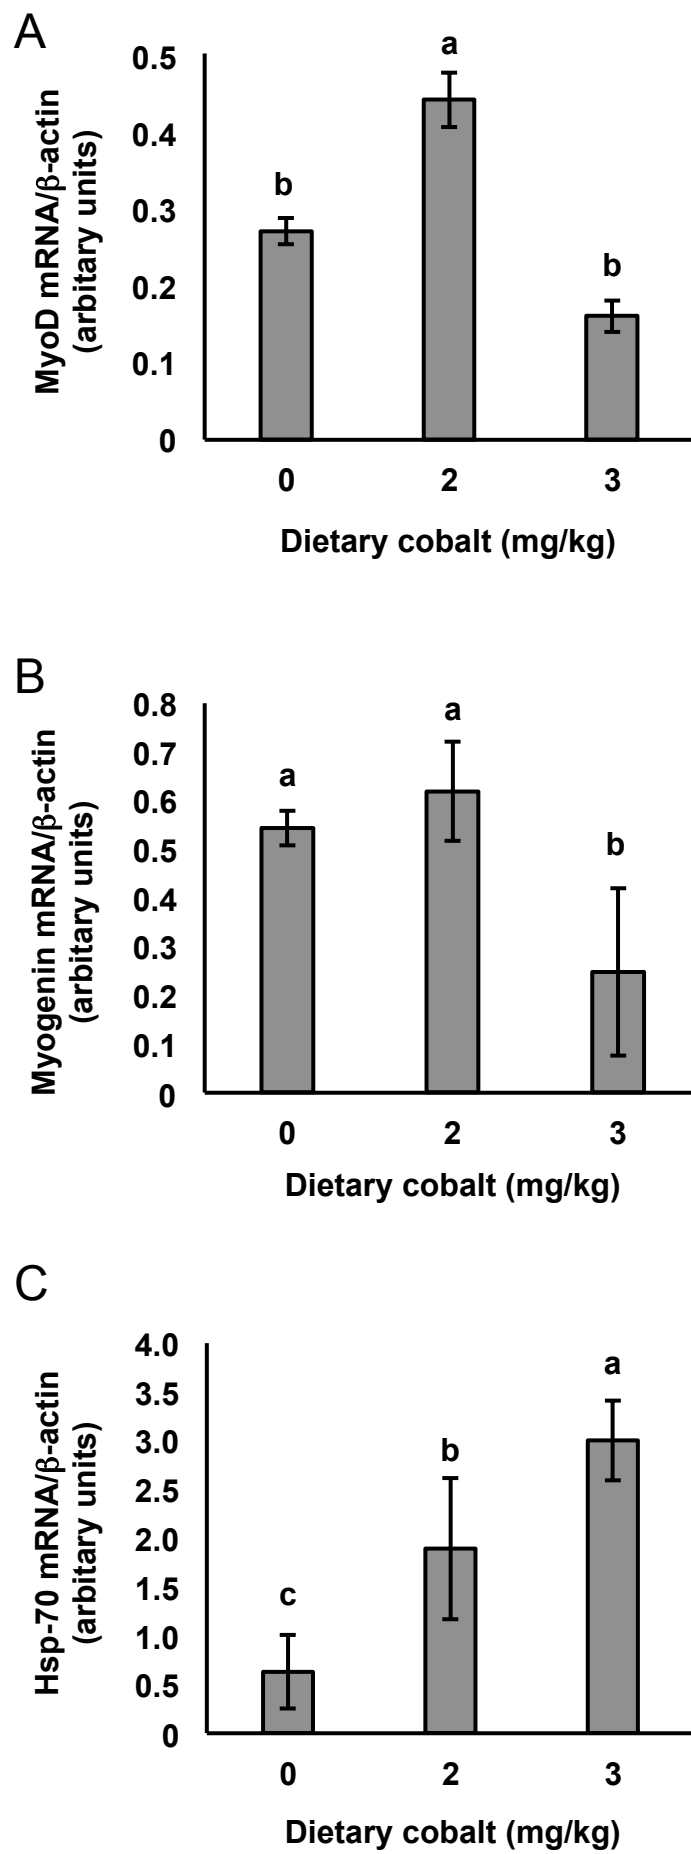 A
MyoD mRNA/β-actin
(arbitary units)
0.5
0.4
0.3
0.2
0.1
0
b
a
b
0 2 3
Dietary cobalt (mg/kg)
B
Myogenin mRNA/β-actin
(arbitary units)
0.8
0.7
0.6
0.5
0.4
0.3
0.2
0.1
0
a
a
b
0 2 3
Dietary cobalt (mg/kg)
C
Hsp-70 mRNA/β-actin
(arbitary units)
4.0
3.5
3.0
2.5
2.0
1.5
1.0
0.5
0
c
b
a
0 2 3
Dietary cobalt (mg/kg)